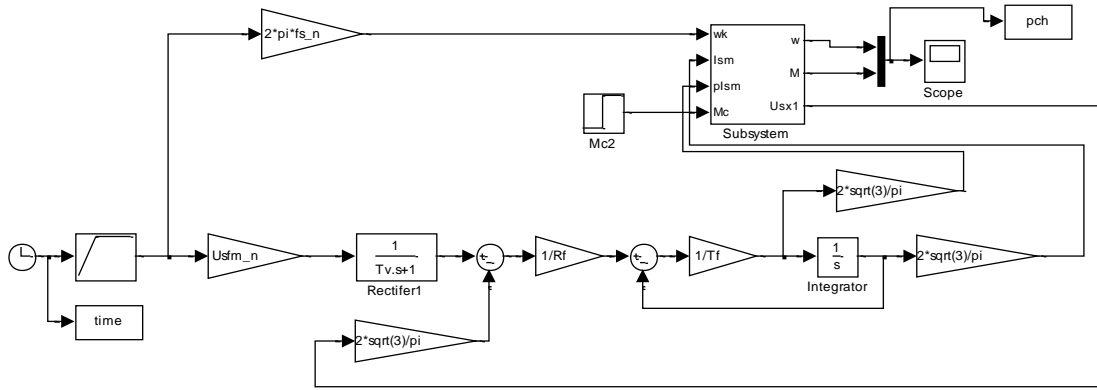 pch
2*pi*fs_n
wk
w
Ism
pIsm
M
Mc
Usx1
Scope
Subsystem
Mc2
2*sqrt(3)/pi
Usfm_n
1
Tv.s+1
Rectifer1
+
_
1/Rf
+
_
1/Tf
1
s
Integrator
2*sqrt(3)/pi
time
2*sqrt(3)/pi